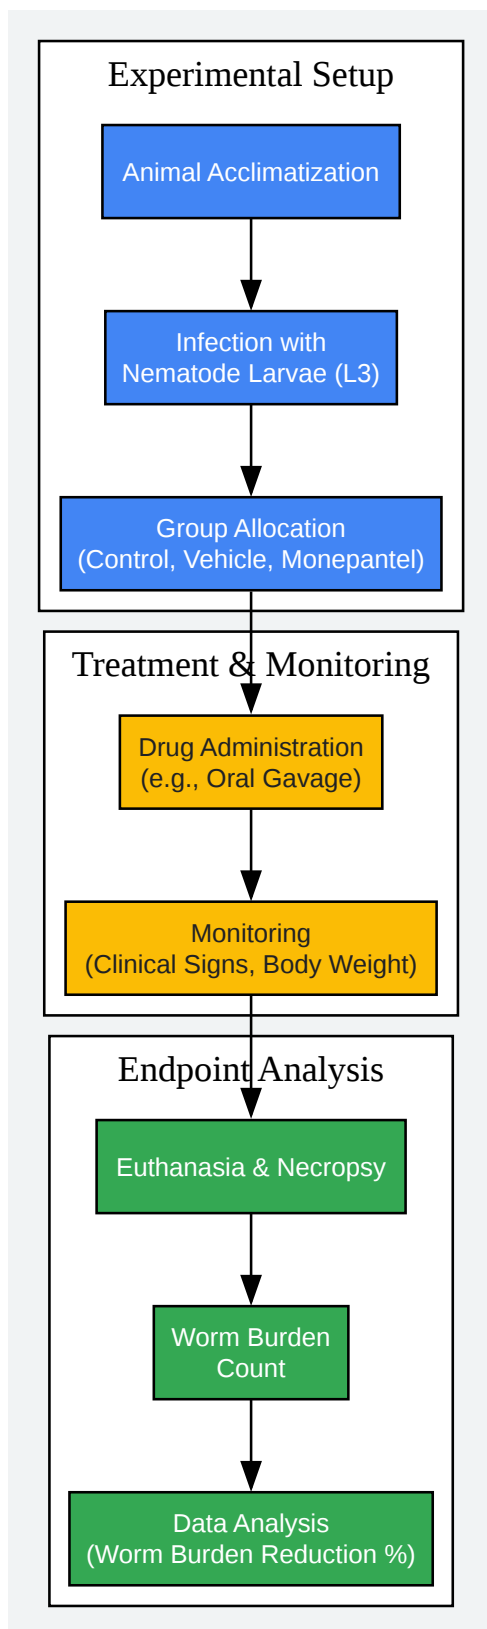 Experimental Setup
Animal Acclimatization
Infection with
Nematode Larvae (L3)
Group Allocation
(Control, Vehicle, Monepantel)
Treatment & Monitoring
Drug Administration
(e.g., Oral Gavage)
Monitoring
(Clinical Signs, Body Weight)
Endpoint Analysis
Euthanasia & Necropsy
Worm Burden
Count
Data Analysis
(Worm Burden Reduction %)